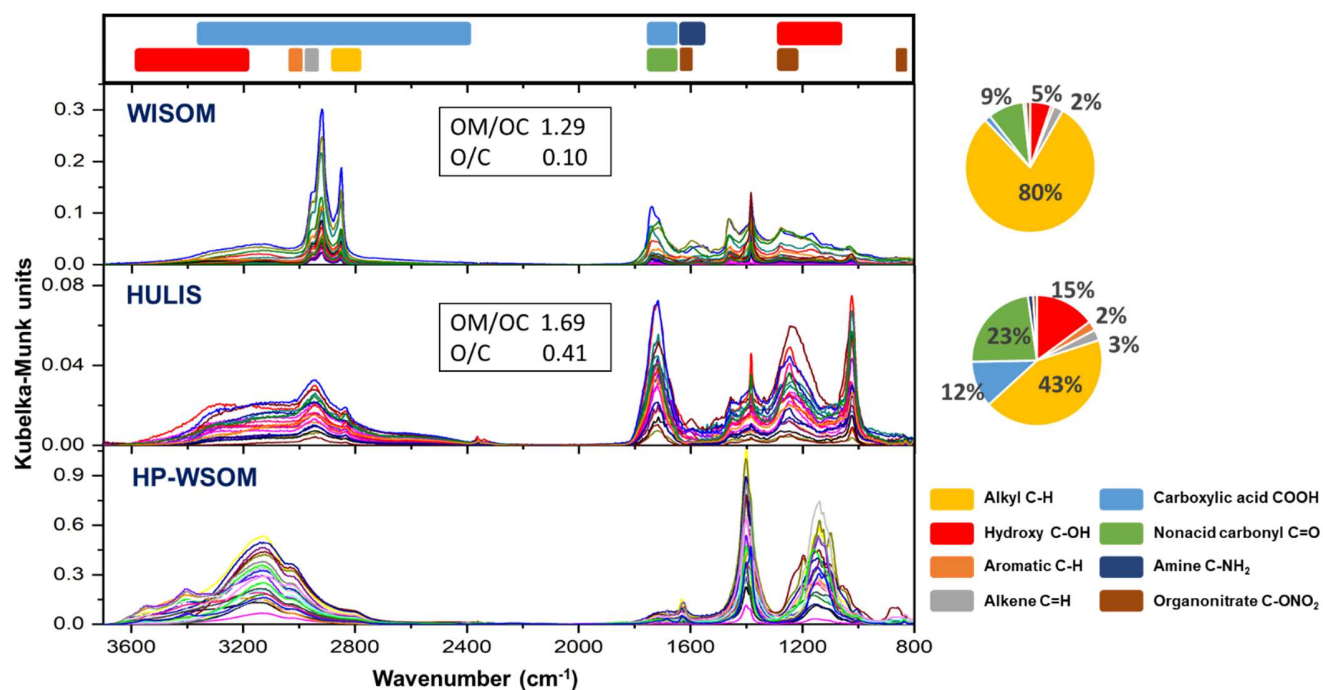 WISOM
OM/OC 1.29
O/C 0.10
0.3
0.2
0.1
0.0
9%
5%
2%
80%
HULIS
OM/OC 1.69
O/C 0.41
0.08
0.04
0.00
15%
2%
3%
23%
12%
43%
HP-WSOM
0.9
0.6
0.3
0.0
Kubelka-Munk units
3600
3200
2800
2400
2000
1600
1200
800
Wavenumber (cm⁻¹)
Alkyl C-H
Carboxylic acid COOH
Hydroxy C-OH
Nonacid carbonyl C=O
Aromatic C-H
Amine C-NH₂
Alkene C=H
Organonitrate C-ONO₂